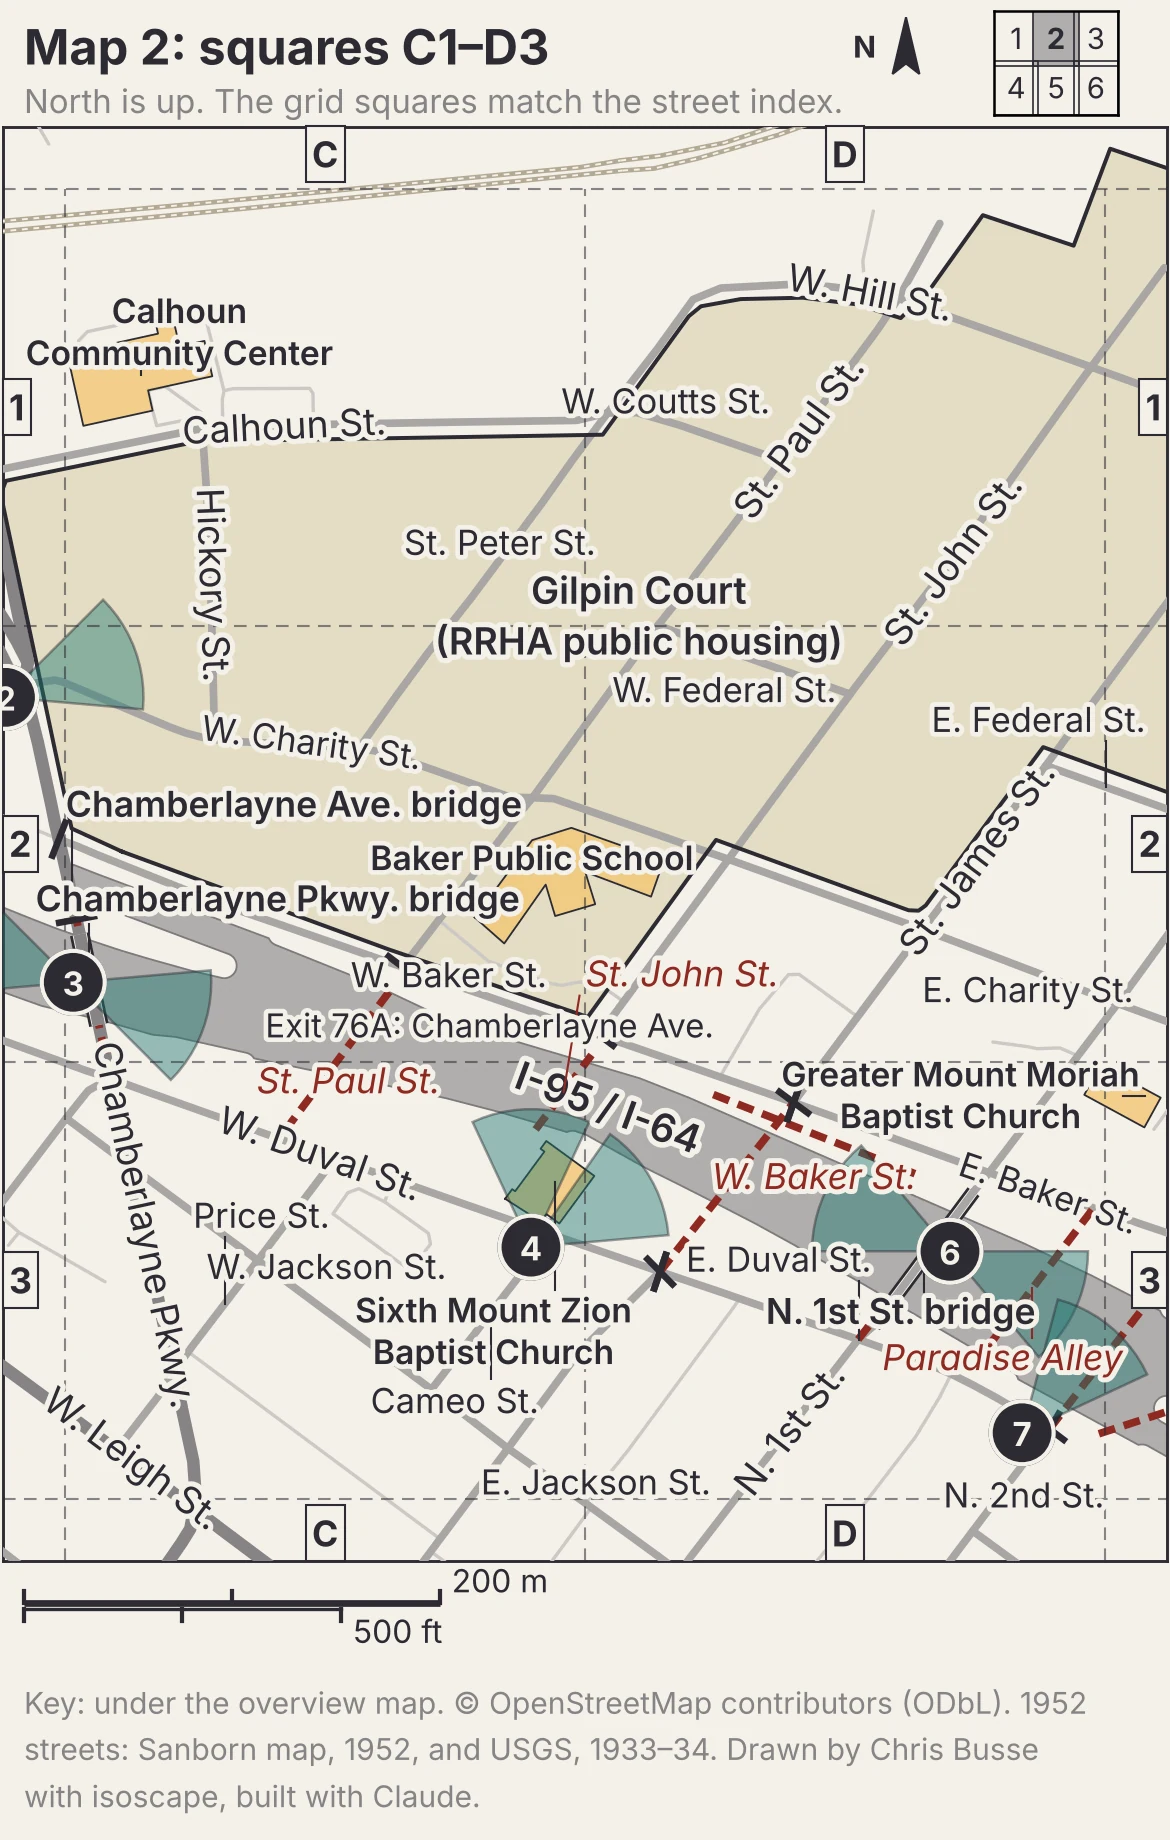 Map 2: squares C1–D3
N
1 2 3
4 5 6
North is up. The grid squares match the street index.
C
D
W. Hill St.
Calhoun
Community Center
1
1
W. Coutts St.
Calhoun St.
St. Paul St.
Hickory St.
St. John St.
St. Peter St.
Gilpin Court
(RRHA public housing)
W. Federal St.
2
E. Federal St.
W. Charity St.
Chamberlayne Ave. bridge
St. James St.
2
2
Baker Public School
Chamberlayne Pkwy. bridge
3
W. Baker St.
St. John St.
E. Charity St.
Exit 76A: Chamberlayne Ave.
St. Paul St.
I-95 / I-64
Greater Mount Moriah
Baptist Church
Chamberlayne Pkwy.
W. Duval St.
W. Baker St.
E. Baker St.
Price St.
4
6
W. Jackson St.
E. Duval St.
3
3
Sixth Mount Zion
Baptist Church
N. 1st St. bridge
Paradise Alley
Cameo St.
W. Leigh St.
N. 1st St.
7
E. Jackson St.
N. 2nd St.
C
D
200 m
500 ft
Key: under the overview map. © OpenStreetMap contributors (ODbL). 1952
streets: Sanborn map, 1952, and USGS, 1933–34. Drawn by Chris Busse
with isoscape, built with Claude.